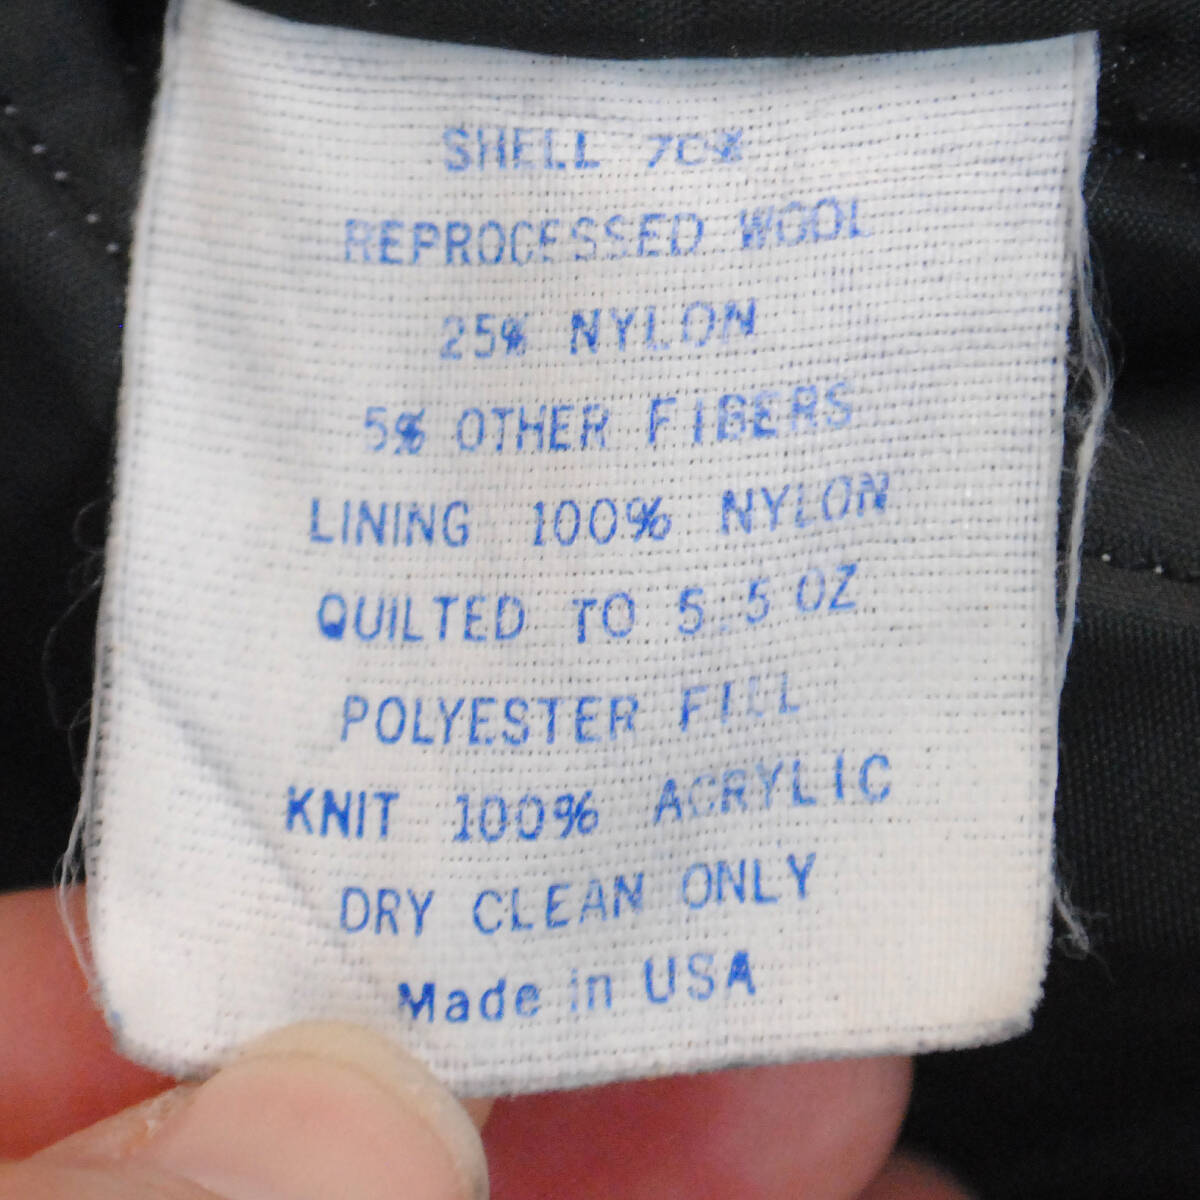 SHELL 70%
REPROCESSED WOOL
25% NYLON
5% OTHER FIBERS
LINING 100% NYLON
QUILTED TO 5.5 OZ
POLYESTER FILL
KNIT 100% ACRYLIC
DRY CLEAN ONLY
Made in USA